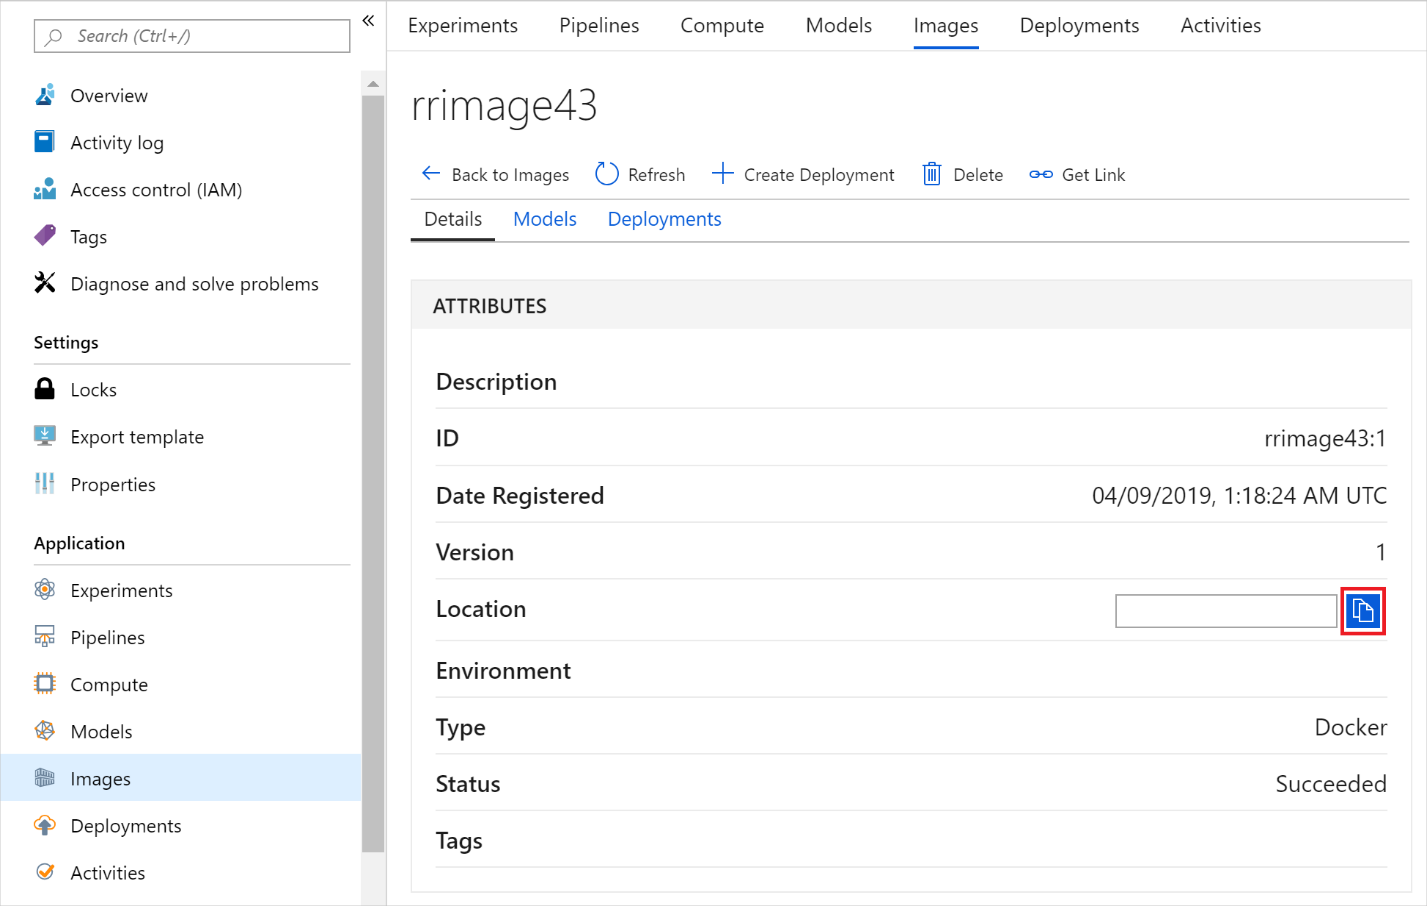 Search (Ctrl+/)
«
Overview
Activity log
Access control (IAM)
Tags
Diagnose and solve problems
Settings
Locks
Export template
Properties
Application
Experiments
Pipelines
Compute
Models
Images
Deployments
Activities
Experiments Pipelines Compute Models Images Deployments Activities
rrimage43
Back to Images Refresh Create Deployment Delete Get Link
Details Models Deployments
ATTRIBUTES
Description
ID rrimage43:1
Date Registered 04/09/2019, 1:18:24 AM UTC
Version 1
Location
Environment
Type Docker
Status Succeeded
Tags